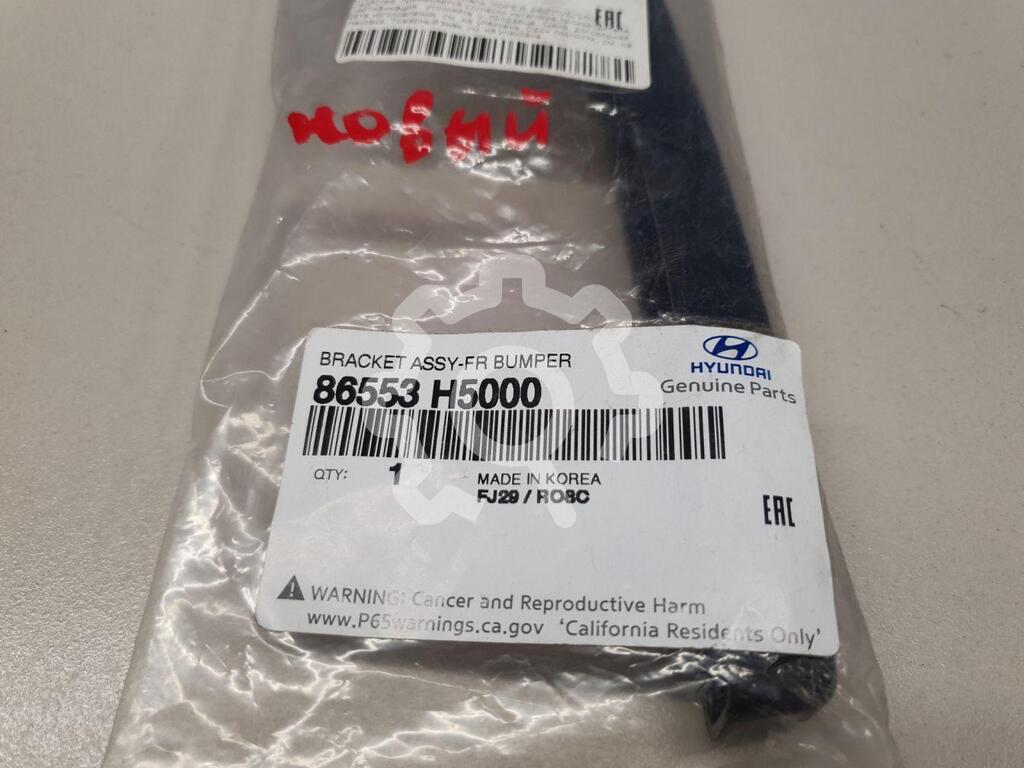 EAC
новый
BRACKET ASSY-FR BUMPER
86553 H5000
HYUNDAI
Genuine Parts
QTY: 1
MADE IN KOREA
FJ29 / RO8C
EAC
WARNING: Cancer and Reproductive Harm
www.P65warnings.ca.gov 'California Residents Only'